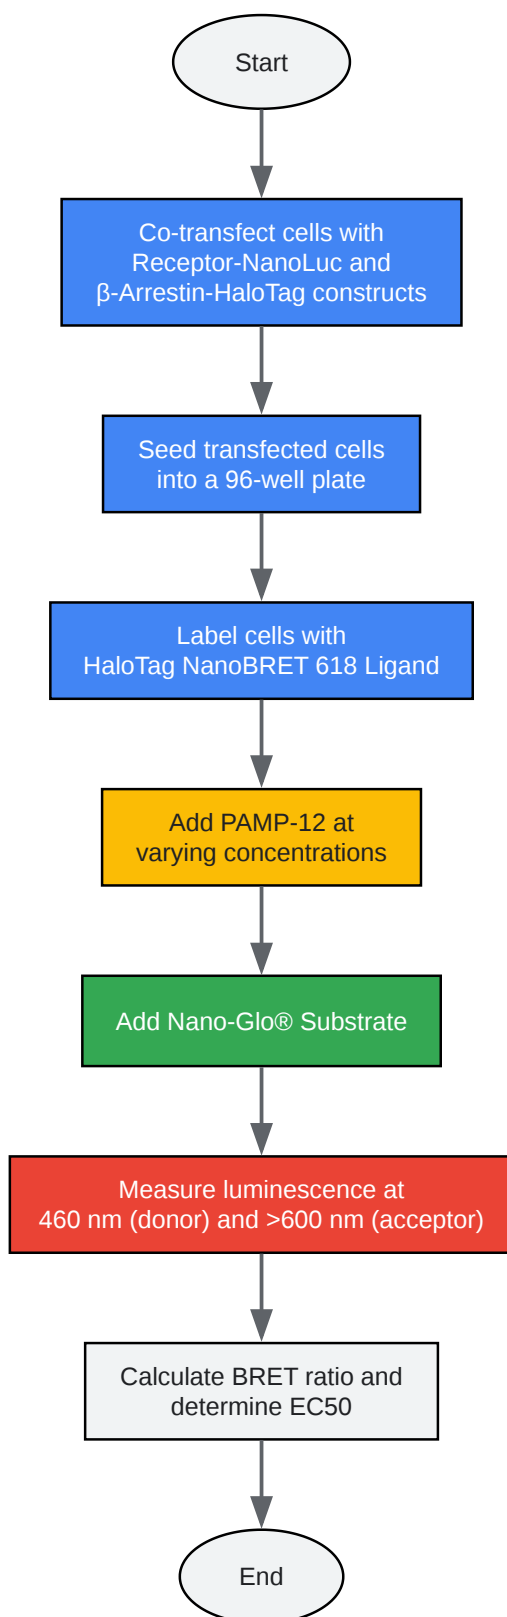 Start
Co-transfect cells with
Receptor-NanoLuc and
β-Arrestin-HaloTag constructs
Seed transfected cells
into a 96-well plate
Label cells with
HaloTag NanoBRET 618 Ligand
Add PAMP-12 at
varying concentrations
Add Nano-Glo® Substrate
Measure luminescence at
460 nm (donor) and >600 nm (acceptor)
Calculate BRET ratio and
determine EC50
End